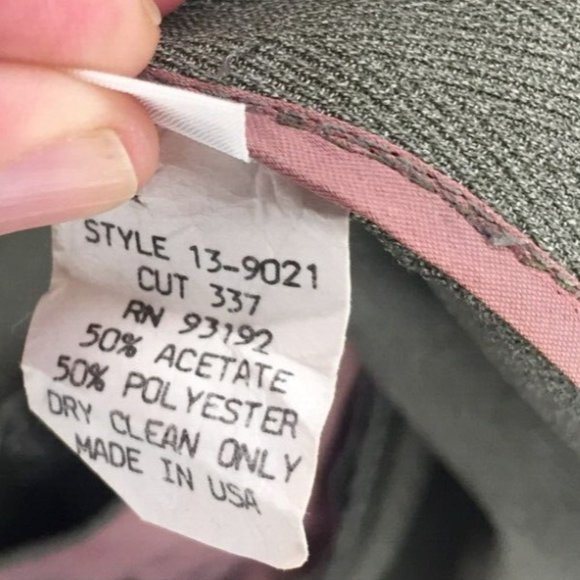 STYLE 13-9021
CUT 337
RN 93192
50% ACETATE
50% POLYESTER
DRY CLEAN ONLY
MADE IN USA